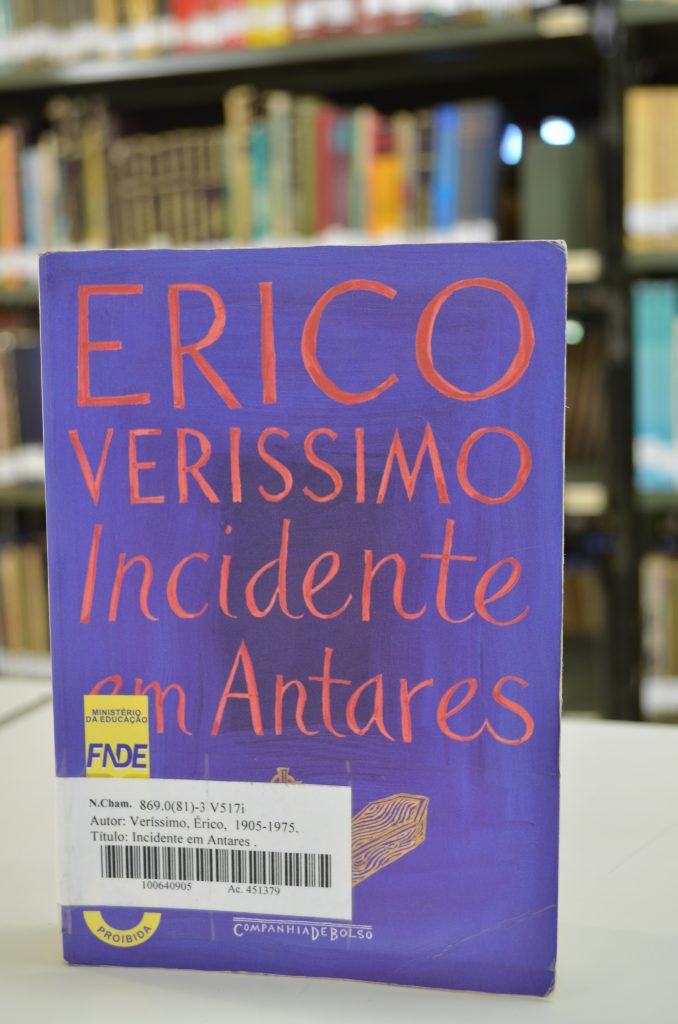 ERICO
VERISSIMO
Incidente
em Antares
MINISTÉRIO
DA EDUCAÇÃO
FNDE
N.Cham. 869.0(81)-3 V517i
Autor: Veríssimo, Érico, 1905-1975.
Título: Incidente em Antares .
100640905 Ac. 451379
PROIBIDA
COMPANHIADEBOLSO